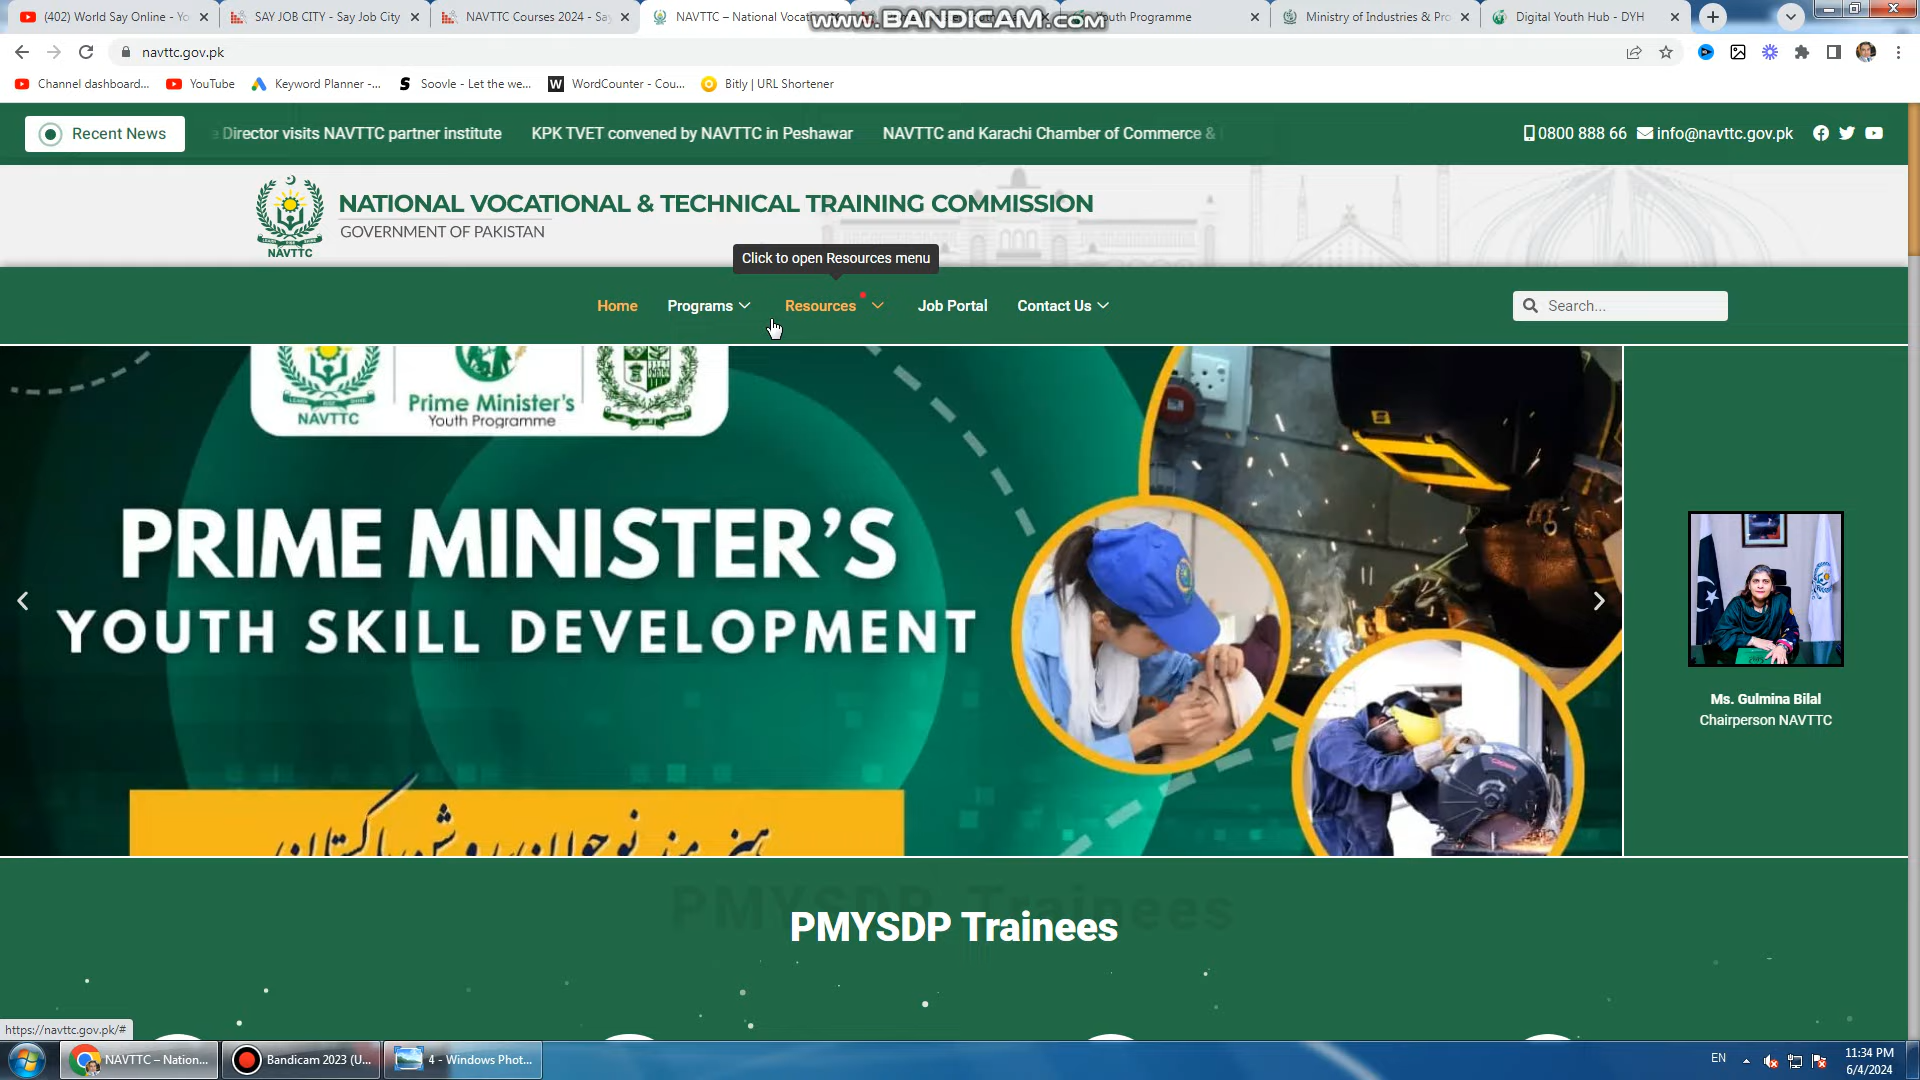 (402) World Say Online - Yo
SAY JOB CITY - Say Job City
NAVTTC Courses 2024 - Sa
NAVTTC – National Vocati
www.BANDICAM.com
Youth Programme
Ministry of Industries & Pro
Digital Youth Hub - DYH
navttc.gov.pk
Channel dashboard...
YouTube
Keyword Planner -...
Soovle - Let the we...
WordCounter - Cou...
Bitly | URL Shortener
Recent News
Director visits NAVTTC partner institute
KPK TVET convened by NAVTTC in Peshawar
NAVTTC and Karachi Chamber of Commerce &
0800 888 66
info@navttc.gov.pk
NAVTTC
NATIONAL VOCATIONAL & TECHNICAL TRAINING COMMISSION
GOVERNMENT OF PAKISTAN
Click to open Resources menu
Home
Programs
Resources
Job Portal
Contact Us
Search...
NAVTTC
Prime Minister's
Youth Programme
PRIME MINISTER'S
YOUTH SKILL DEVELOPMENT
Ms. Gulmina Bilal
Chairperson NAVTTC
PMYSDP Trainees
PMYSDP Trainees
https://navttc.gov.pk/#
NAVTTC – Nation...
Bandicam 2023 (U...
4 - Windows Phot...
EN
11:34 PM
6/4/2024